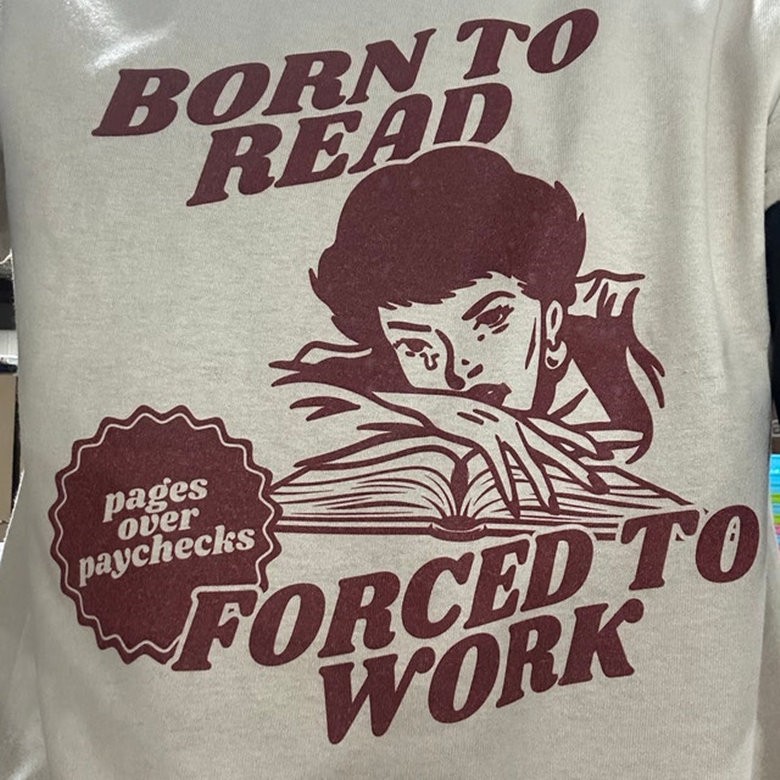 BORN TO
READ
pages
over
paychecks
FORCED TO
WORK